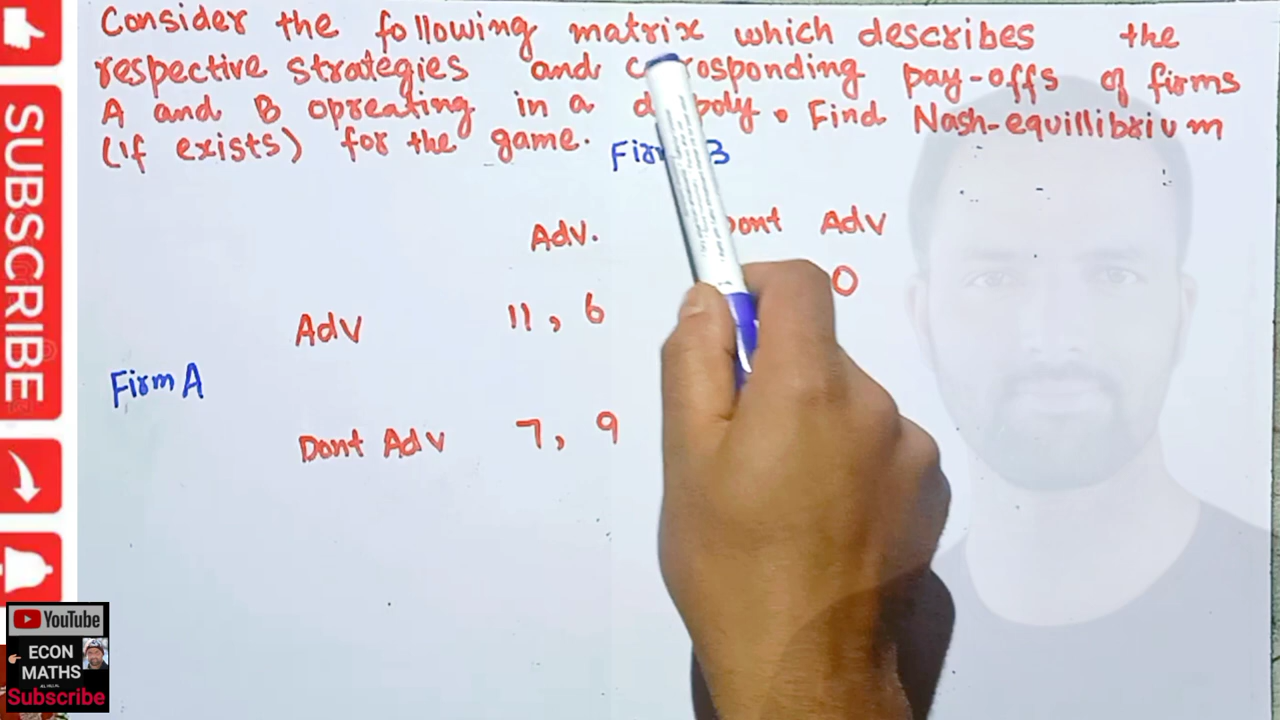 Consider the following matrix which describes the
respective strategies and pay-offs of firms
A and B opreating in a Find Nash-equillibrium
(if exists) for the game.
Adv. Adv
0
Adv 11, 6
Firm A
Dont Adv 7, 9
SUBSCRIBE
YouTube
ECON
MATHS
Subscribe